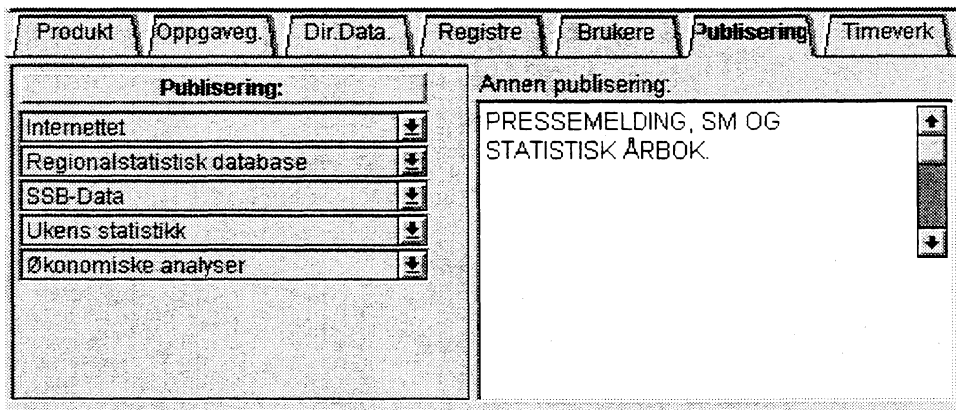 Produkt Oppgaveg. Dir.Data. Registre Brukere Publisering Timeverk
Publisering:
Internettet
Regionalstatistisk database
SSB-Data
Ukens statistikk
Økonomiske analyser
Annen publisering:
PRESSEMELDING, SM OG
STATISTISK ÅRBOK.